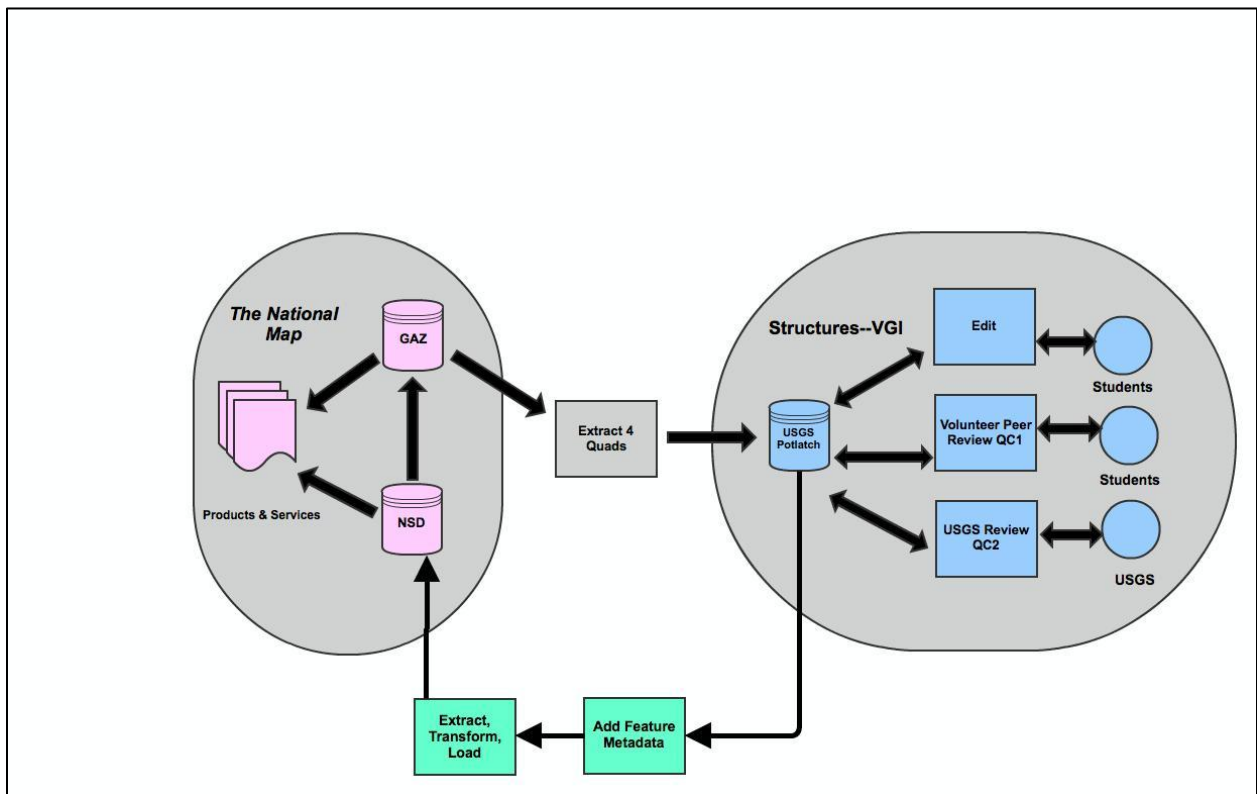 The National
Map
GAZ
Products & Services
NSD
Extract 4
Quads
Structures--VGI
USGS
Potlatch
Edit
Students
Volunteer Peer
Review QC1
Students
USGS Review
QC2
USGS
Extract,
Transform,
Load
Add Feature
Metadata